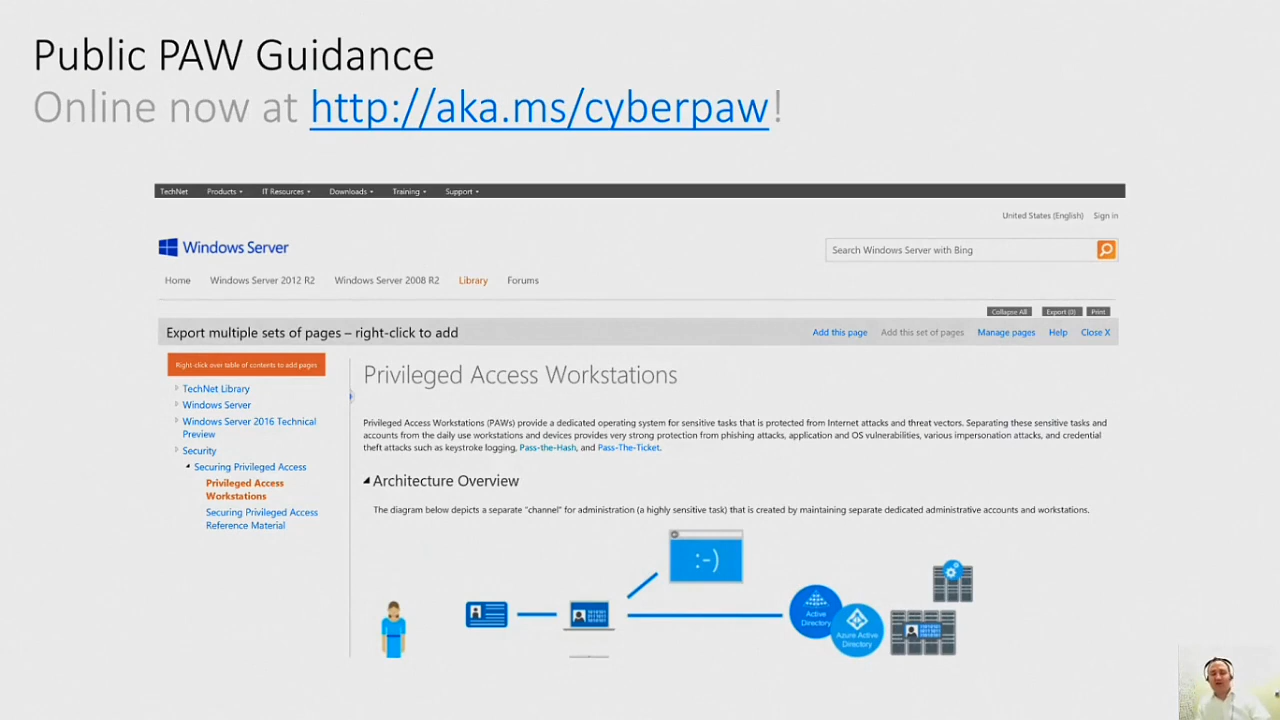 Public PAW Guidance
Online now at http://aka.ms/cyberpaw!
TechNet Products IT Resources Downloads Training Support
United States (English) Sign in
Windows Server
Search Windows Server with Bing
Home Windows Server 2012 R2 Windows Server 2008 R2 Library Forums
Collapse All Export (0) Print
Export multiple sets of pages – right-click to add
Add this page Add this set of pages Manage pages Help Close X
Right-click over table of contents to add pages
TechNet Library
Windows Server
Windows Server 2016 Technical
Preview
Security
Securing Privileged Access
Privileged Access
Workstations
Securing Privileged Access
Reference Material
Privileged Access Workstations
Privileged Access Workstations (PAWs) provide a dedicated operating system for sensitive tasks that is protected from Internet attacks and threat vectors. Separating these sensitive tasks and
accounts from the daily use workstations and devices provides very strong protection from phishing attacks, application and OS vulnerabilities, various impersonation attacks, and credential
theft attacks such as keystroke logging, Pass-the-Hash, and Pass-The-Ticket.
Architecture Overview
The diagram below depicts a separate "channel" for administration (a highly sensitive task) that is created by maintaining separate dedicated administrative accounts and workstations.
:-)
Active
Directory
Azure Active
Directory